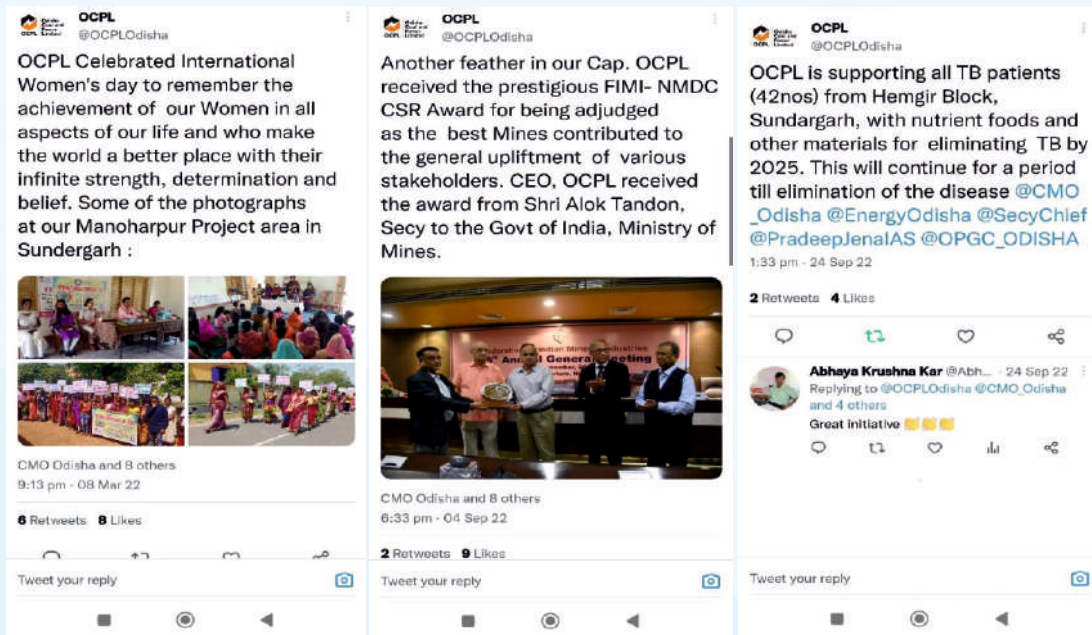 OCPL
@OCPLOdisha
OCPL Celebrated International
Women's day to remember the
achievement of our Women in all
aspects of our life and who make
the world a better place with their
infinite strength, determination and
belief. Some of the photographs
at our Manoharpur Project area in
Sundergarh :
CMO Odisha and 8 others
9:13 pm - 08 Mar 22
6 Retweets 8 Likes
Tweet your reply
OCPL
@OCPLOdisha
Another feather in our Cap. OCPL
received the prestigious FIMI- NMDC
CSR Award for being adjudged
as the best Mines contributed to
the general upliftment of various
stakeholders. CEO, OCPL received
the award from Shri Alok Tandon,
Secy to the Govt of India, Ministry of
Mines.
Annual General Meeting
CMO Odisha and 8 others
6:33 pm - 04 Sep 22
2 Retweets 9 Likes
Tweet your reply
OCPL
@OCPLOdisha
OCPL is supporting all TB patients
(42nos) from Hemgir Block,
Sundargarh, with nutrient foods and
other materials for eliminating TB by
2025. This will continue for a period
till elimination of the disease @CMO
_Odisha @EnergyOdisha @SecyChief
@PradeepJenaIAS @OPGC_ODISHA
1:33 pm - 24 Sep 22
2 Retweets 4 Likes
Abhaya Krushna Kar @Abh... · 24 Sep 22
Replying to @OCPLOdisha @CMO_Odisha
and 4 others
Great initiative 👏👏👏
Tweet your reply